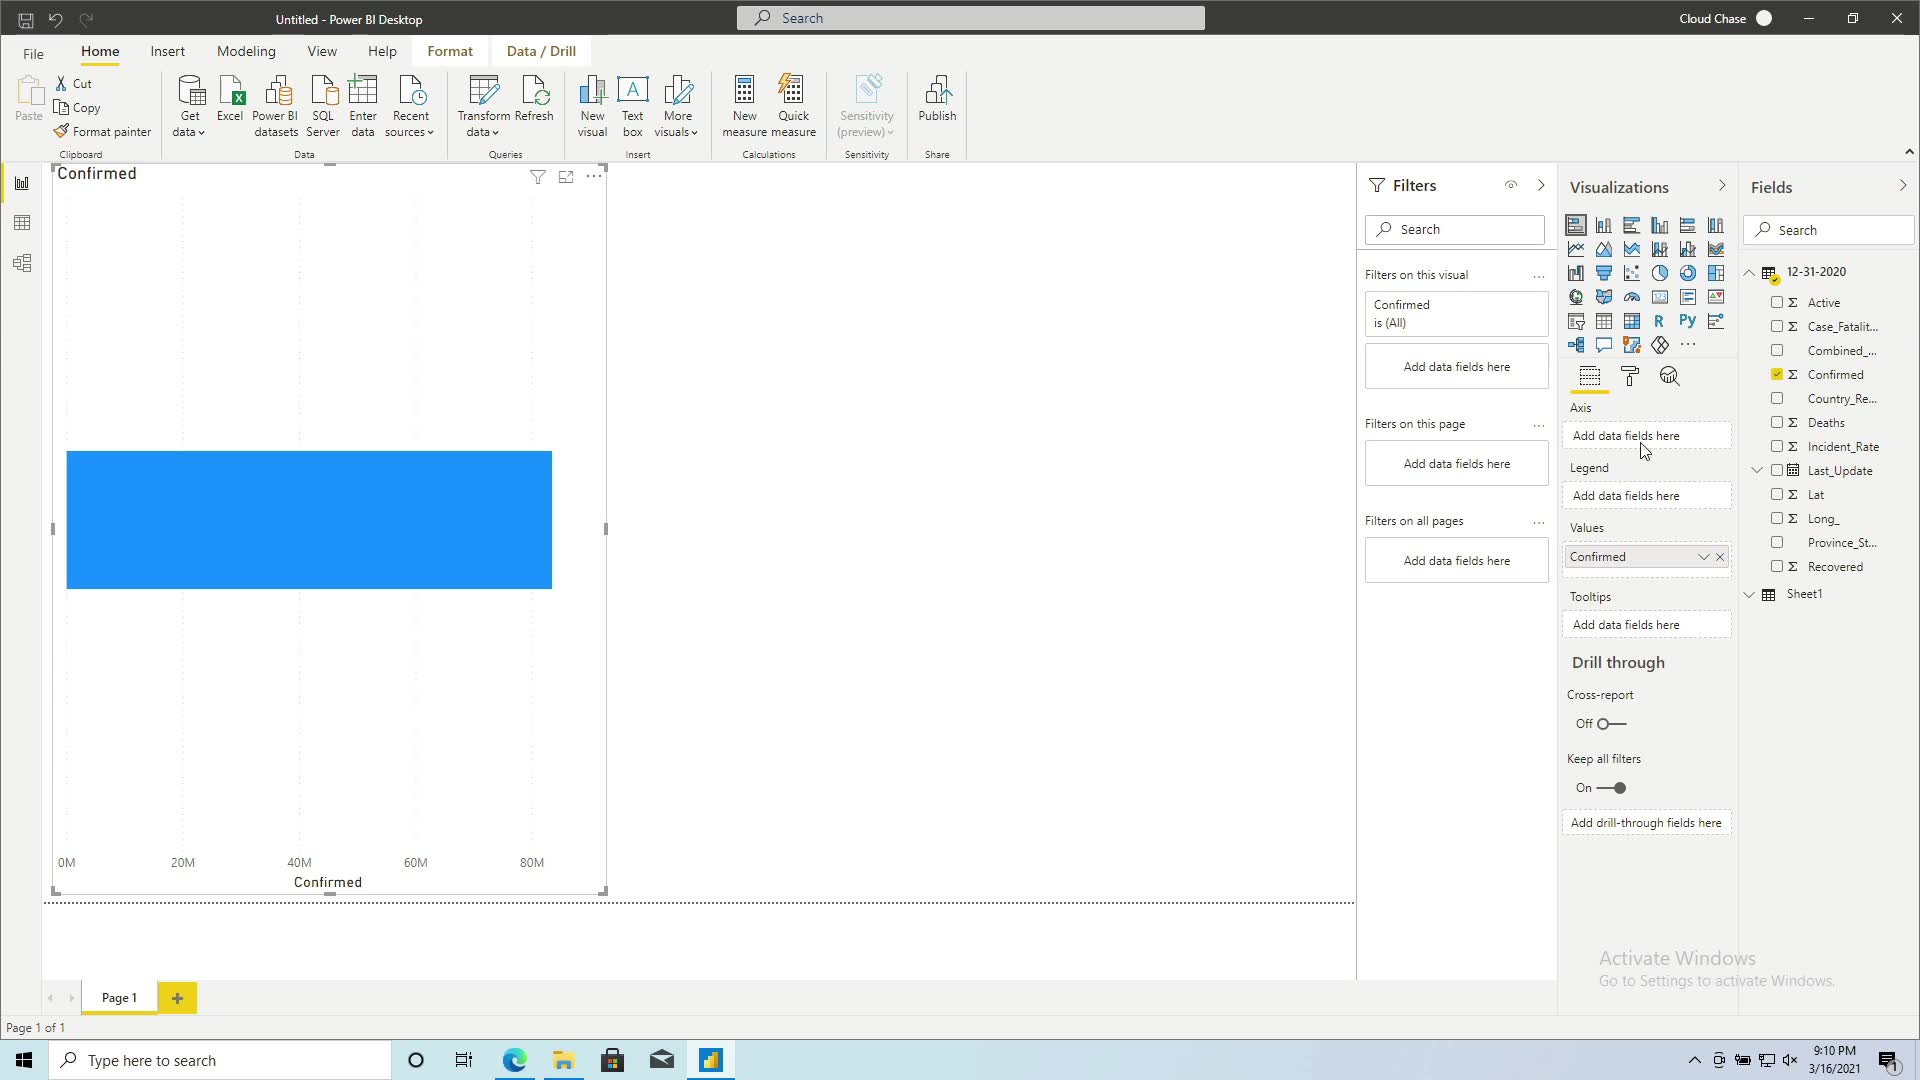 Untitled - Power BI Desktop
Search
Cloud Chase
File
Home
Insert
Modeling
View
Help
Format
Data / Drill
Paste
Cut
Copy
Format painter
Clipboard
Get
data
Excel
Power BI
datasets
SQL
Server
Enter
data
Recent
sources
Data
Transform
data
Refresh
Queries
New
visual
Text
box
More
visuals
Insert
New
measure
Quick
measure
Calculations
Sensitivity
(preview)
Sensitivity
Publish
Share
Confirmed
0M
20M
40M
60M
80M
Confirmed
Filters
Search
Filters on this visual
Confirmed
is (All)
Add data fields here
Filters on this page
Add data fields here
Filters on all pages
Add data fields here
Visualizations
R
Py
123
Axis
Add data fields here
Legend
Add data fields here
Values
Confirmed
Tooltips
Add data fields here
Drill through
Cross-report
Off
Keep all filters
On
Add drill-through fields here
Fields
Search
12-31-2020
Active
Case_Fatalit...
Combined_...
Confirmed
Country_Re...
Deaths
Incident_Rate
Last_Update
Lat
Long_
Province_St...
Recovered
Sheet1
Activate Windows
Go to Settings to activate Windows.
Page 1
Page 1 of 1
Type here to search
9:10 PM
3/16/2021
1